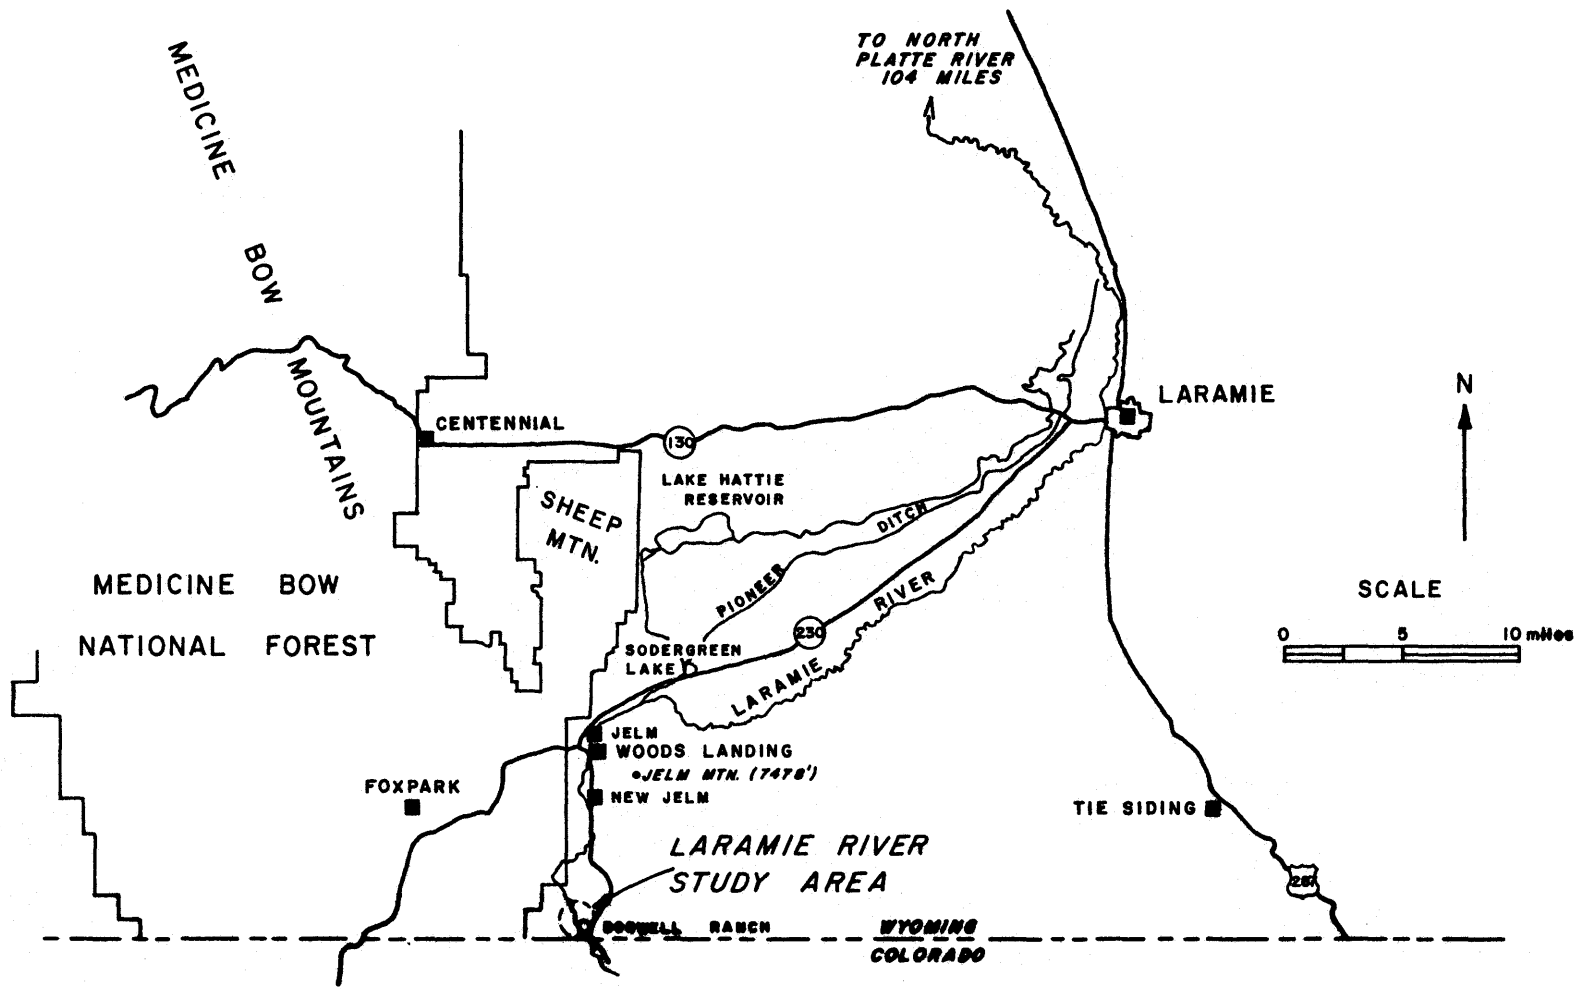 TO NORTH
PLATTE RIVER
104 MILES
MEDICINE BOW MOUNTAINS
N
LARAMIE
CENTENNIAL
130
LAKE HATTIE
RESERVOIR
SHEEP
MTN.
PIONEER DITCH
MEDICINE BOW
NATIONAL FOREST
SCALE
0 5 10 miles
230
LARAMIE RIVER
SODERGREEN
LAKE
JELM
WOODS LANDING
JELM MTN. (7478')
FOXPARK
NEW JELM
TIE SIDING
LARAMIE RIVER
STUDY AREA
287
BOSWELL RANCH
WYOMING
COLORADO